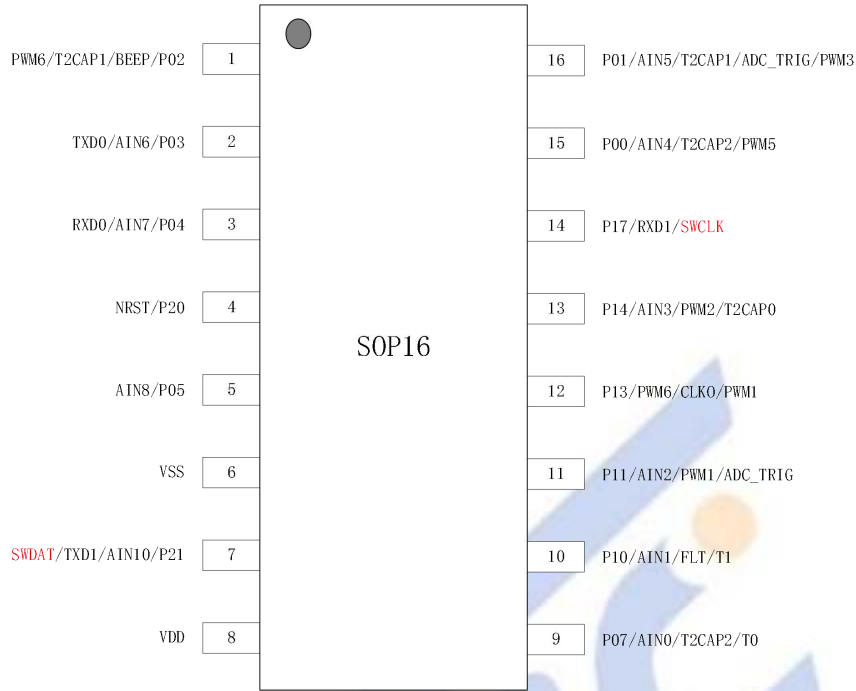 PWM6/T2CAP1/BEEP/P02 1 16 P01/AIN5/T2CAP1/ADC_TRIG/PWM3
TXD0/AIN6/P03 2 15 P00/AIN4/T2CAP2/PWM5
RXD0/AIN7/P04 3 14 P17/RXD1/SWCLK
NRST/P20 4 13 P14/AIN3/PWM2/T2CAP0
SOP16
AIN8/P05 5 12 P13/PWM6/CLKO/PWM1
VSS 6 11 P11/AIN2/PWM1/ADC_TRIG
SWDAT/TXD1/AIN10/P21 7 10 P10/AIN1/FLT/T1
VDD 8 9 P07/AIN0/T2CAP2/T0